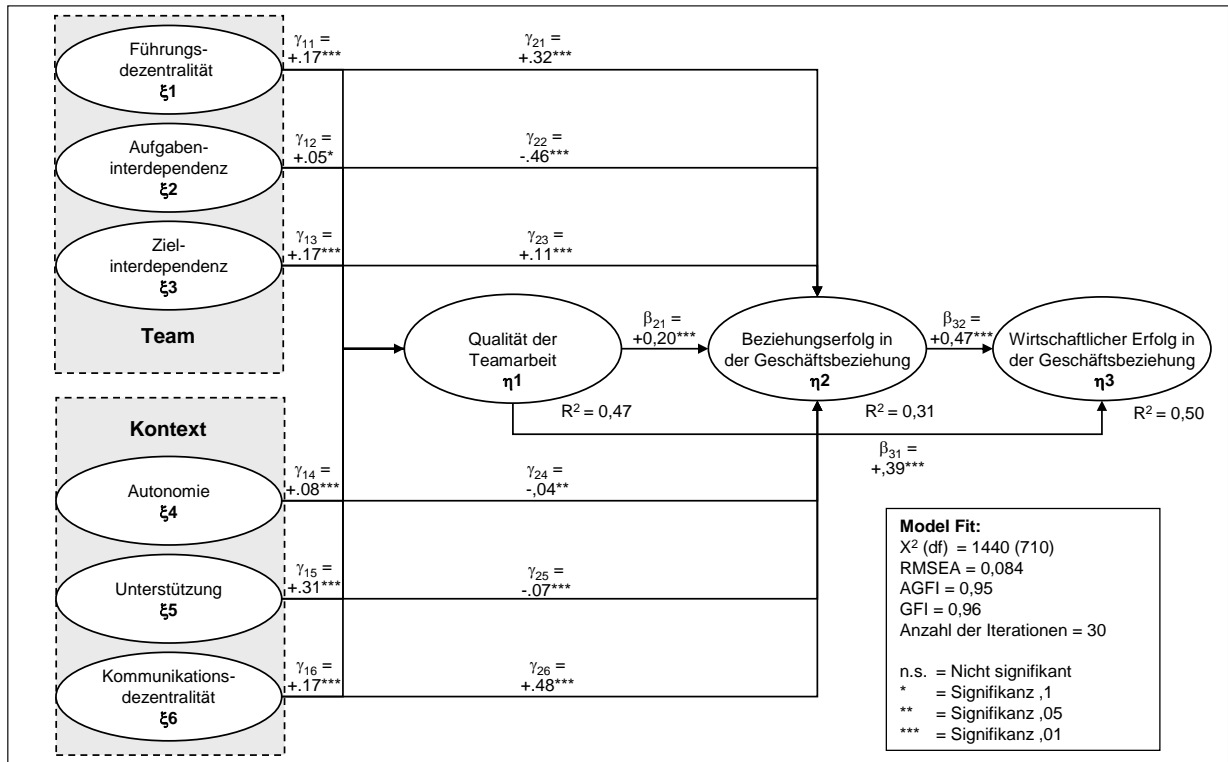 Führungs-
dezentralität
ξ1
γ11 =
+.17***
γ21 =
+.32***
Aufgaben-
interdependenz
ξ2
γ12 =
+.05*
γ22 =
-.46***
Ziel-
interdependenz
ξ3
γ13 =
+.17***
γ23 =
+.11***
Team
Qualität der
Teamarbeit
η1
R² = 0,47
β21 =
+0,20***
Beziehungserfolg in
der Geschäftsbeziehung
η2
R² = 0,31
β32 =
+0,47***
Wirtschaftlicher Erfolg in
der Geschäftsbeziehung
η3
R² = 0,50
β31 =
+,39***
Kontext
Autonomie
ξ4
γ14 =
+.08***
γ24 =
-,04**
Unterstützung
ξ5
γ15 =
+.31***
γ25 =
-.07***
Kommunikations-
dezentralität
ξ6
γ16 =
+.17***
γ26 =
+.48***
Model Fit:
X² (df) = 1440 (710)
RMSEA = 0,084
AGFI = 0,95
GFI = 0,96
Anzahl der Iterationen = 30
n.s. = Nicht signifikant
* = Signifikanz ,1
** = Signifikanz ,05
*** = Signifikanz ,01